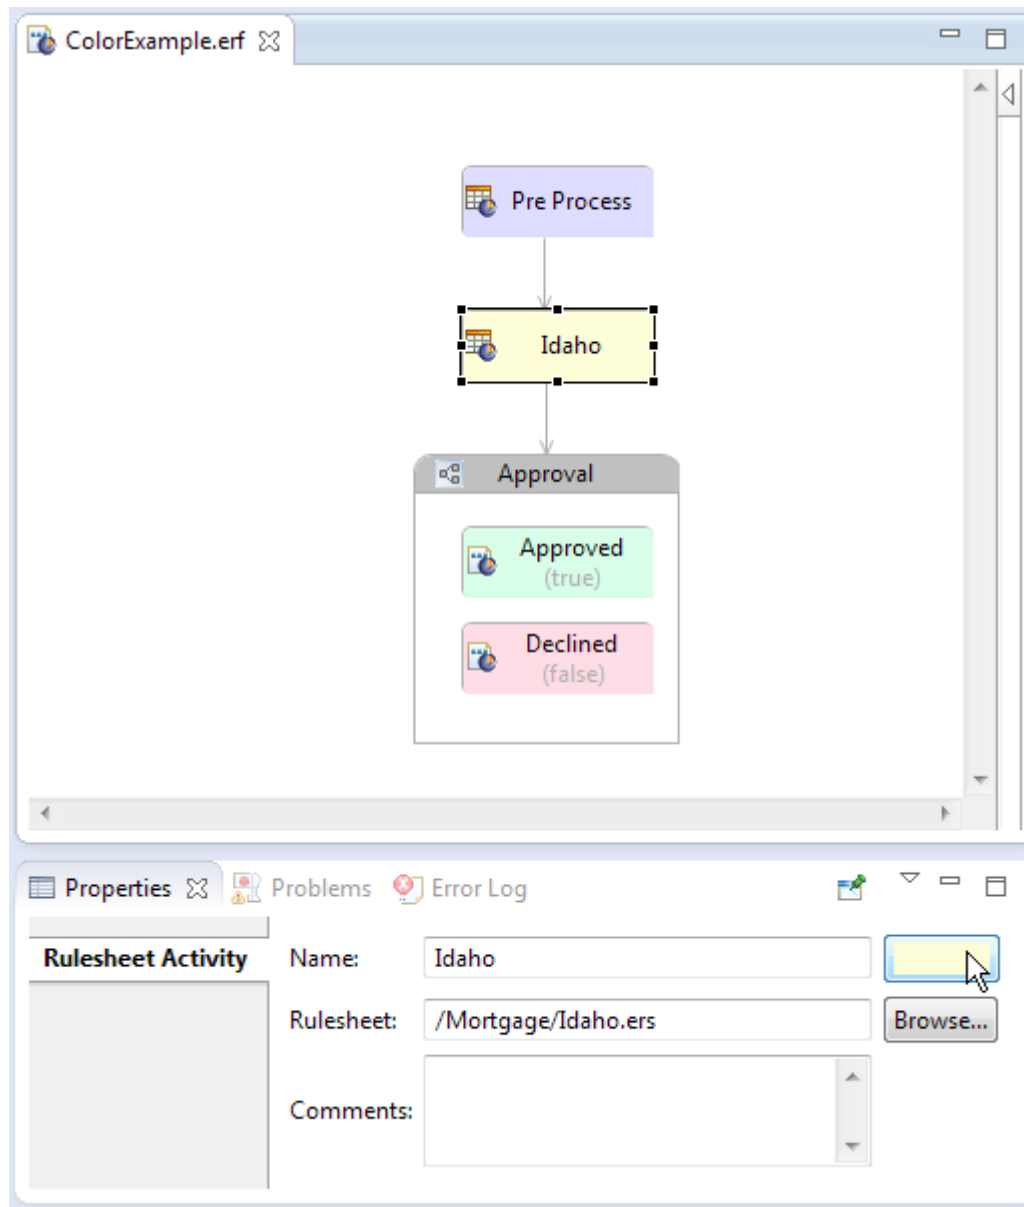 ColorExample.erf
Pre Process
Idaho
Approval
Approved
(true)
Declined
(false)
Properties Problems Error Log
Rulesheet Activity
Name: Idaho
Rulesheet: /Mortgage/Idaho.ers Browse...
Comments: